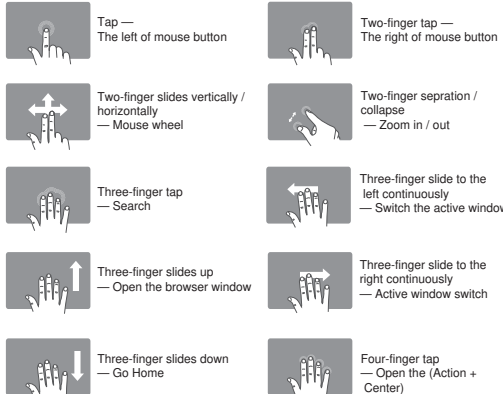 Tap —
The left of mouse button
Two-finger tap —
The right of mouse button
Two-finger slides vertically /
horizontally
— Mouse wheel
Two-finger sepration /
collapse
— Zoom in / out
Three-finger tap
— Search
Three-finger slide to the
left continuously
— Switch the active window
Three-finger slides up
— Open the browser window
Three-finger slide to the
right continuously
— Active window switch
Three-finger slides down
— Go Home
Four-finger tap
— Open the (Action +
Center)